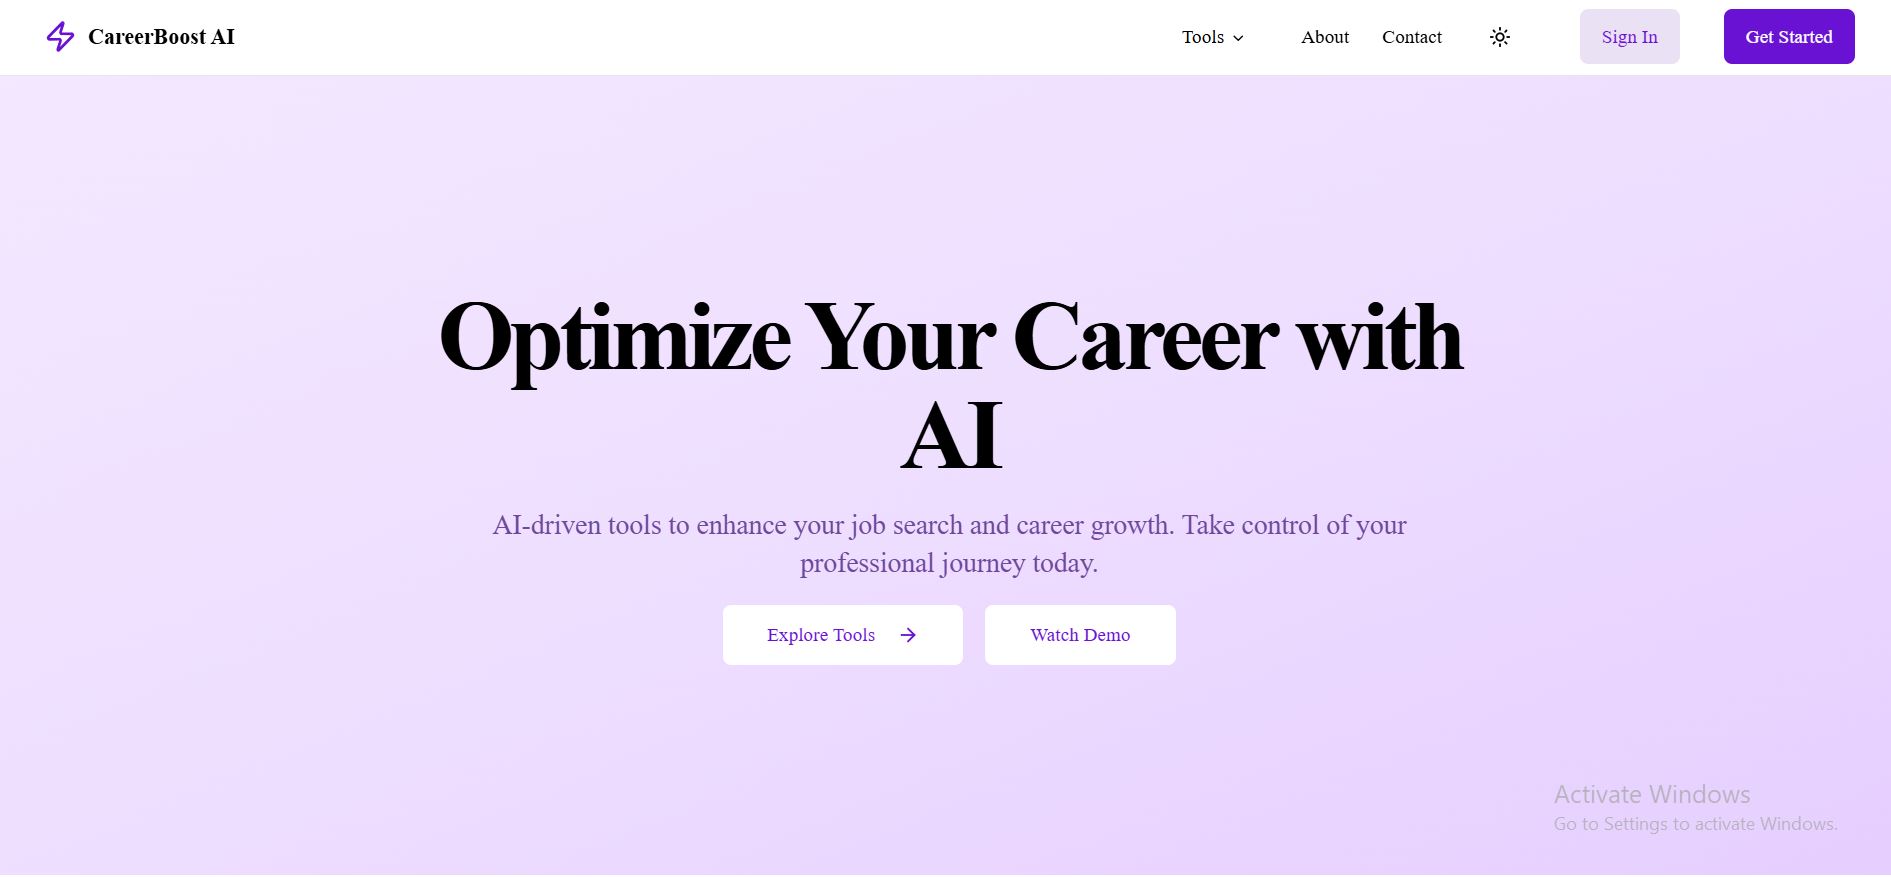 CareerBoost AI
Tools
About
Contact
Sign In
Get Started
Optimize Your Career with
AI
AI-driven tools to enhance your job search and career growth. Take control of your
professional journey today.
Explore Tools
Watch Demo
Activate Windows
Go to Settings to activate Windows.